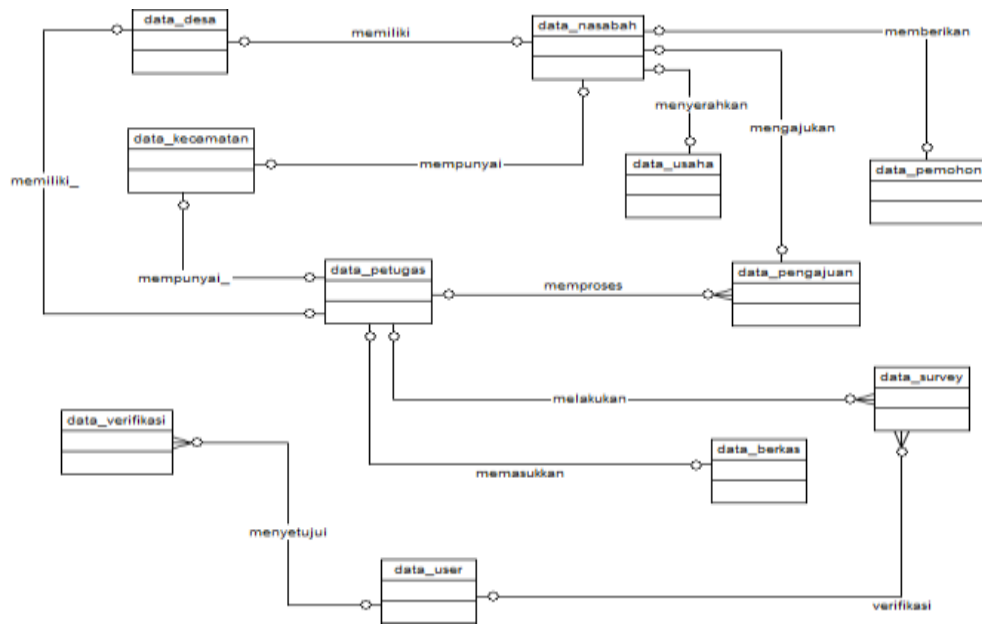 data_desa
memiliki
data_nasabah
memberikan
menyerahkan
mengajukan
data_kecamatan
mempunyai
data_usaha
data_pemohon
memiliki_
mempunyai_
data_petugas
memproses
data_pengajuan
data_survey
melakukan
data_verifikasi
data_berkas
memasukkan
menyetujui
data_user
verifikasi